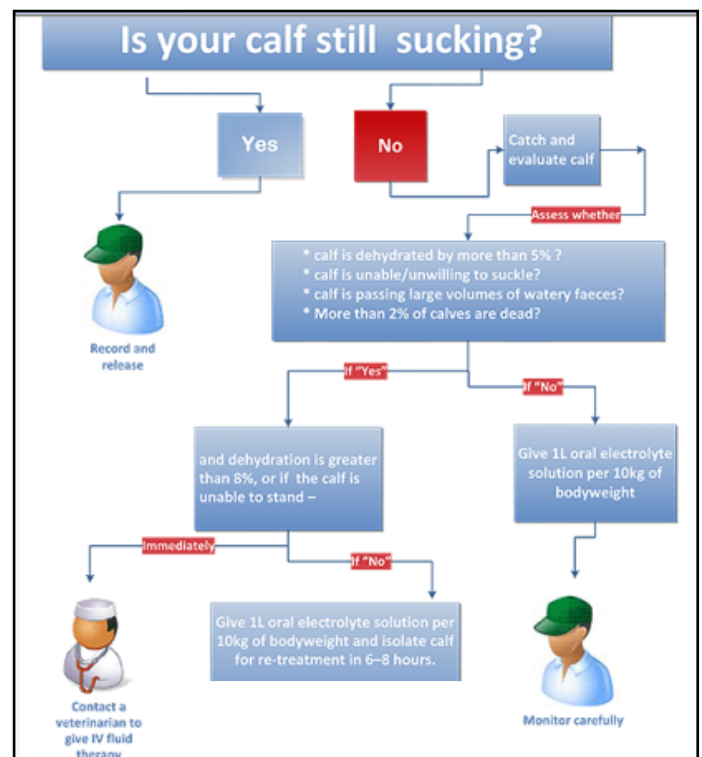 Is your calf still  sucking?
Yes
No
Catch and
evaluate calf
Assess whether
* calf is dehydrated by more than 5% ?
* calf is unable/unwilling to suckle?
* calf is passing large volumes of watery faeces?
* More than 2% of calves are dead?
Record and
release
If "Yes"
If "No"
and dehydration is greater
than 8%, or if  the calf is
unable to stand –
Give 1L oral electrolyte
solution per 10kg of
bodyweight
Immediately
If "No"
Give 1L oral electrolyte solution per
10kg of bodyweight and isolate calf
for re-treatment in 6–8 hours.
Contact a
veterinarian to
give IV fluid
therapy
Monitor carefully